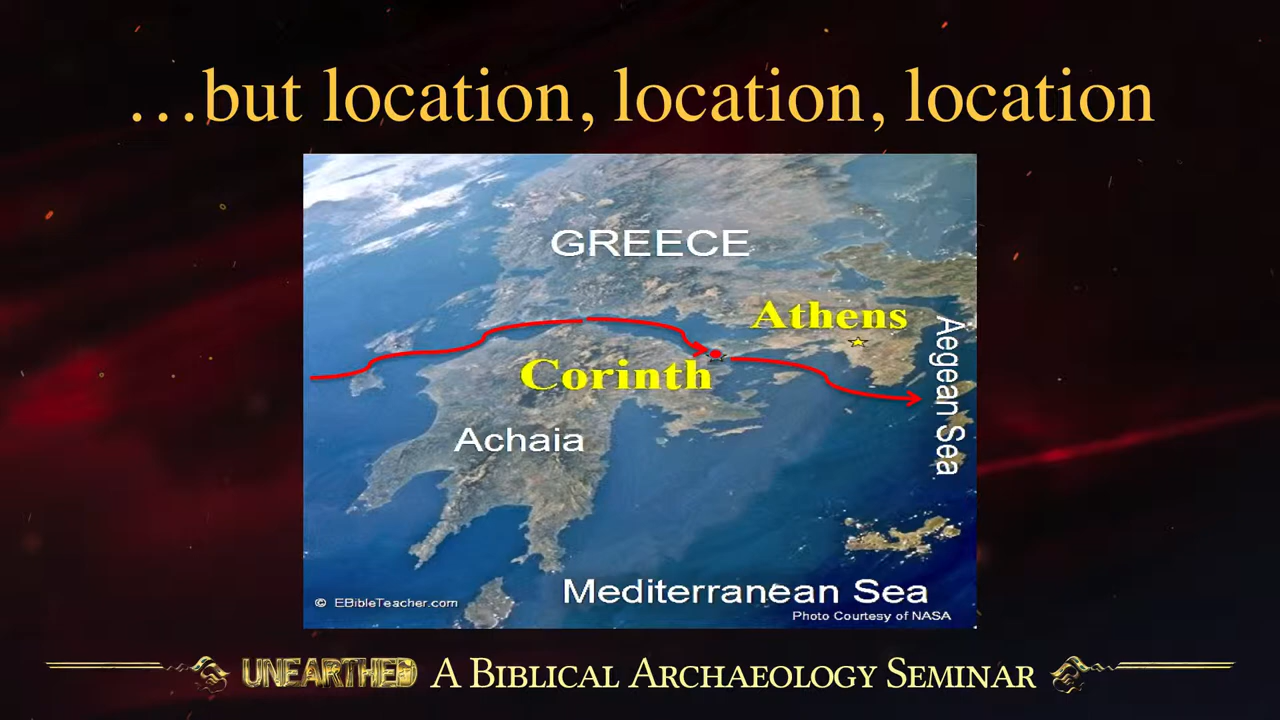 …but location, location, location
GREECE
Athens
Aegean Sea
Corinth
Achaia
Mediterranean Sea
© EBibleTeacher.com
Photo Courtesy of NASA
UNEARTHED A BIBLICAL ARCHAEOLOGY SEMINAR